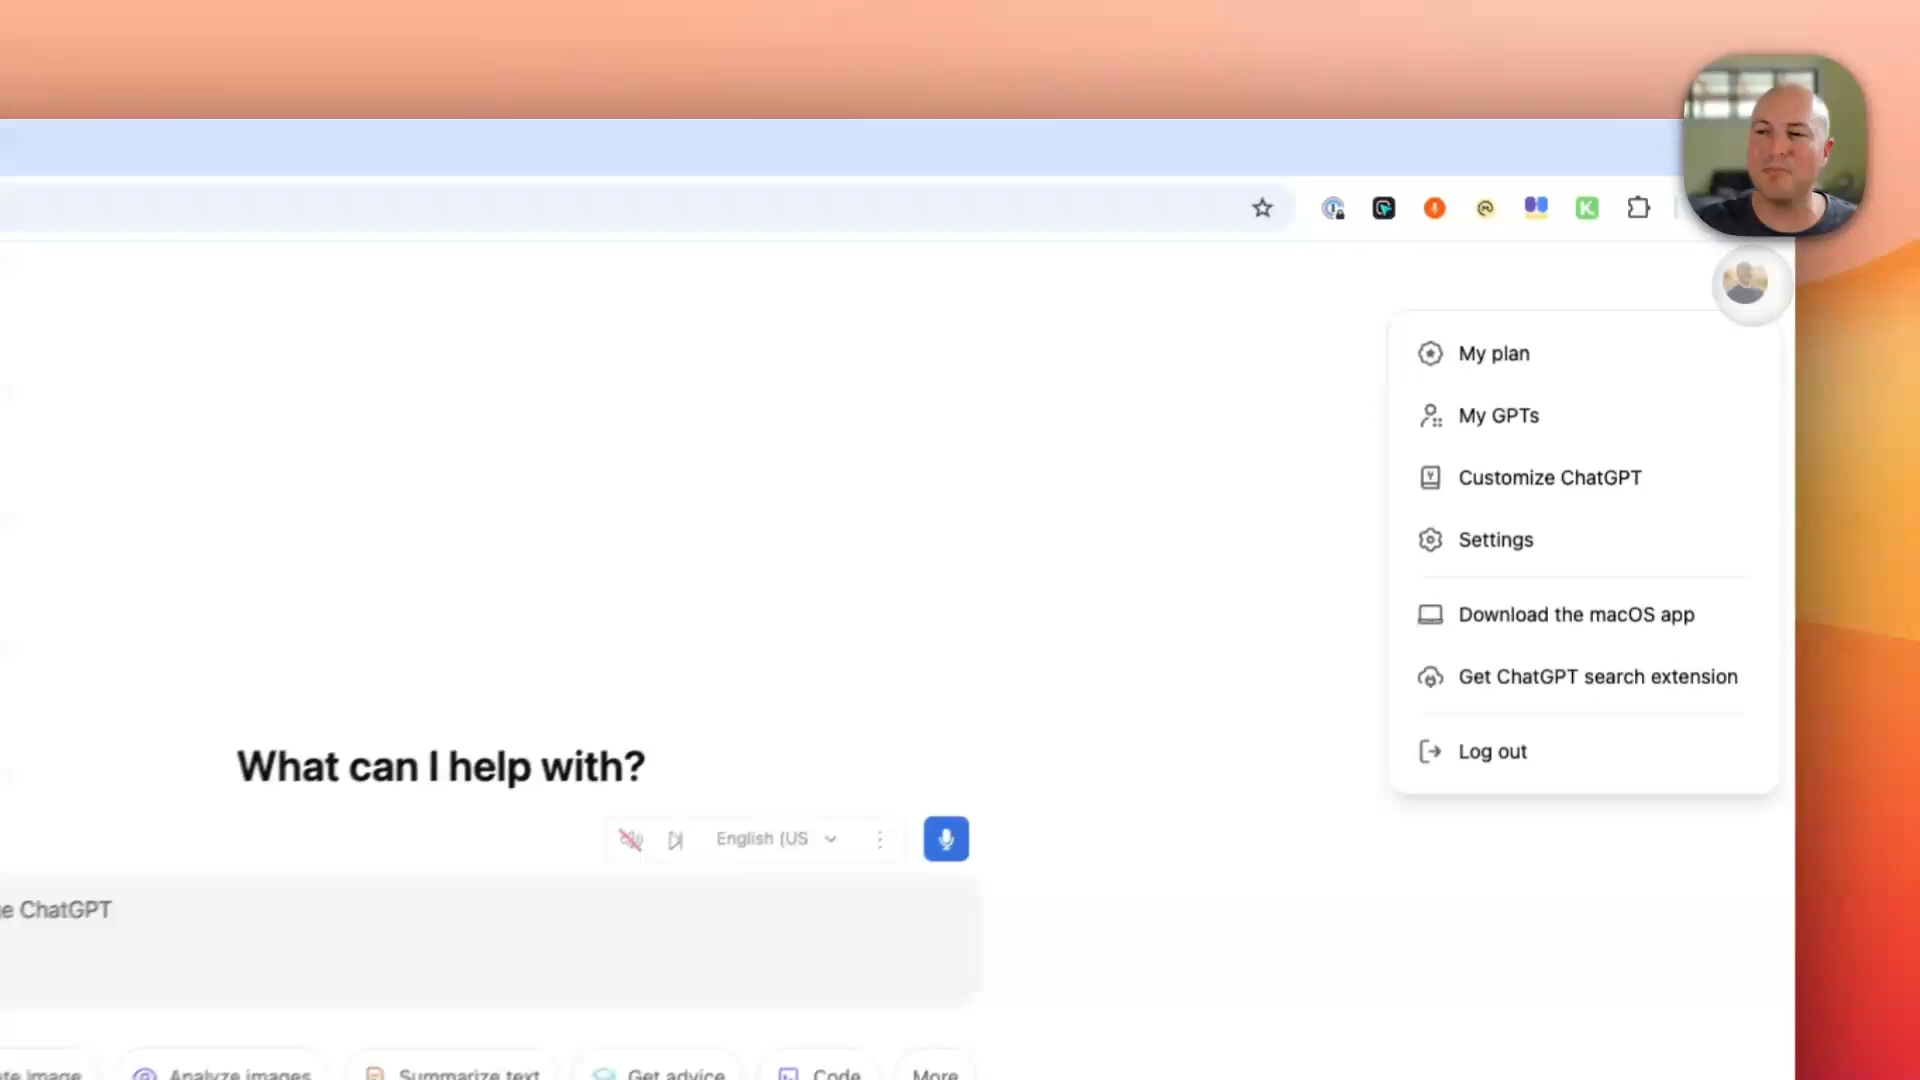 My plan
My GPTs
Customize ChatGPT
Settings
Download the macOS app
Get ChatGPT search extension
Log out
What can I help with?
English (US
ChatGPT
Analyze images
Summarize text
Get advice
Code
More